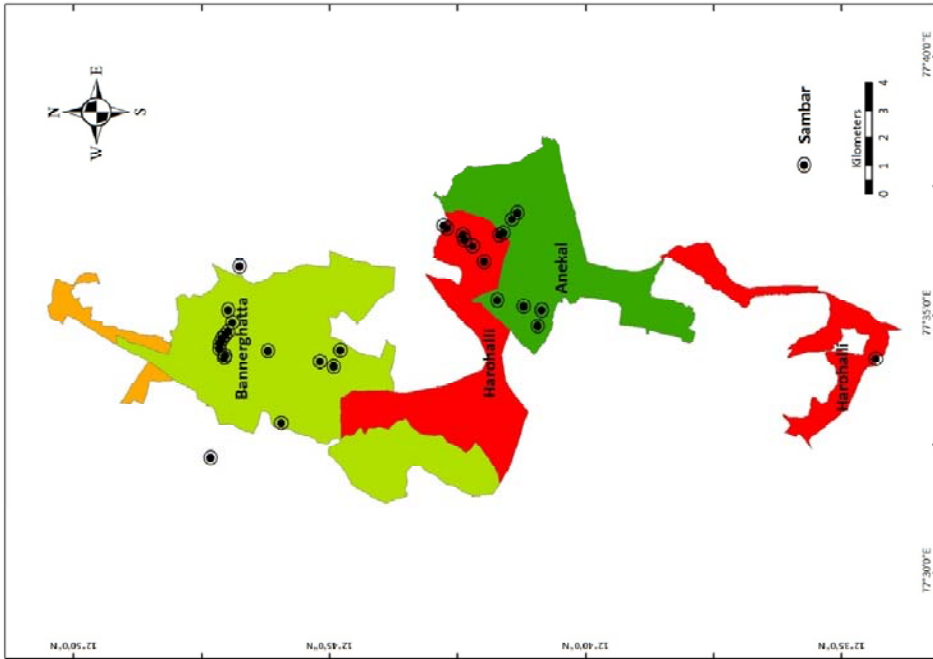 N
W
E
S
Bannerghatta
Harohalli
Anekal
Harohalli
Sambar
Kilometers
0 1 2 3 4
12°50'0"N
12°45'0"N
12°40'0"N
12°35'0"N
77°30'0"E
77°35'0"E
77°40'0"E